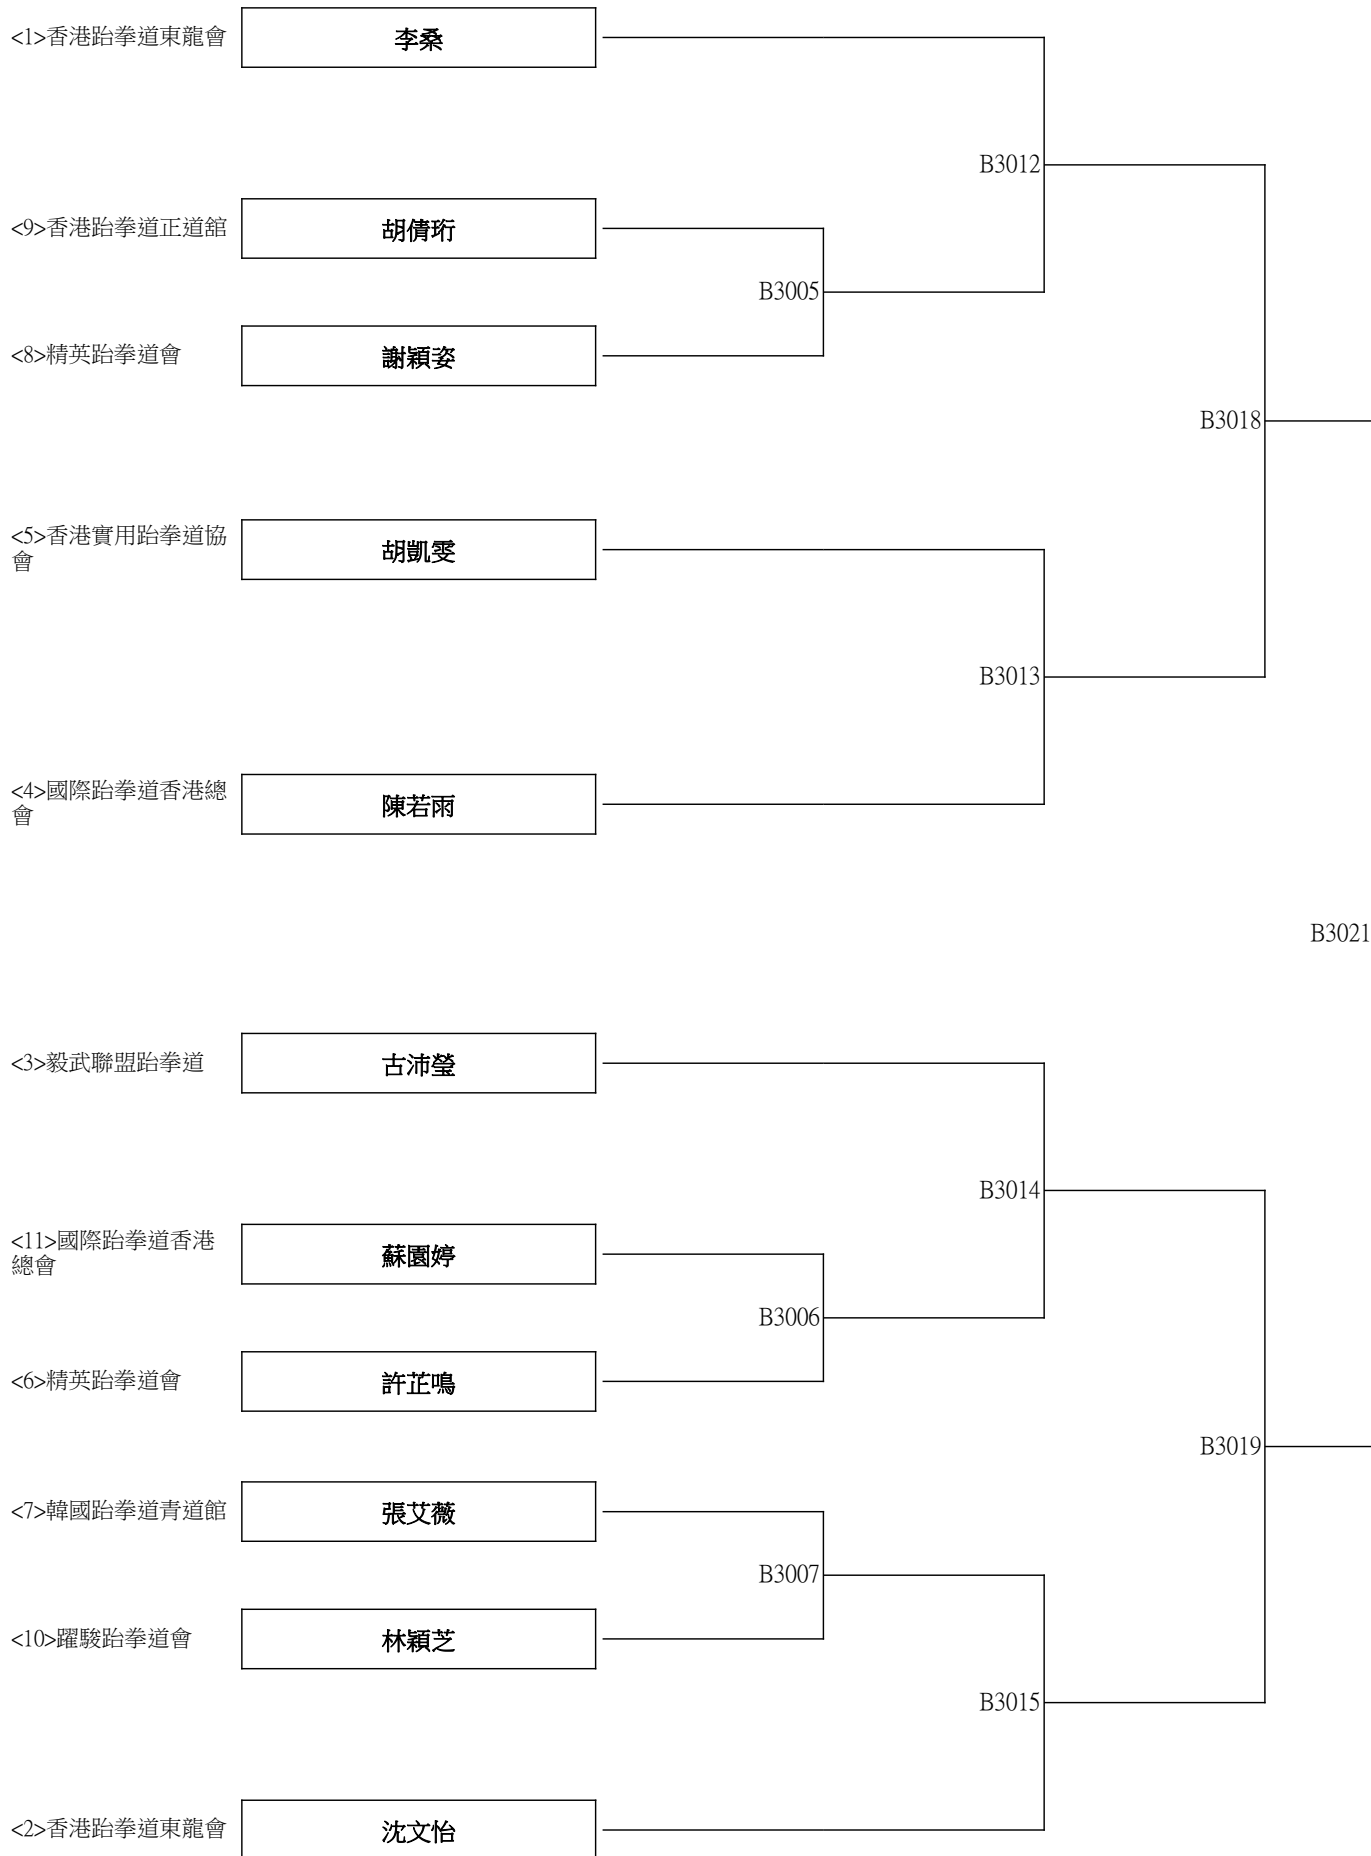 <1>香港跆拳道東龍會
李桑
B3012
<9>香港跆拳道正道舘
胡倩珩
B3005
<8>精英跆拳道會
謝穎姿
B3018
<5>香港實用跆拳道協
會
胡凱雯
B3013
<4>國際跆拳道香港總
會
陳若雨
B3021
<3>毅武聯盟跆拳道
古沛瑩
B3014
<11>國際跆拳道香港
總會
蘇園婷
B3006
<6>精英跆拳道會
許芷鳴
B3019
<7>韓國跆拳道青道館
張艾薇
B3007
<10>躍駿跆拳道會
林穎芝
B3015
<2>香港跆拳道東龍會
沈文怡